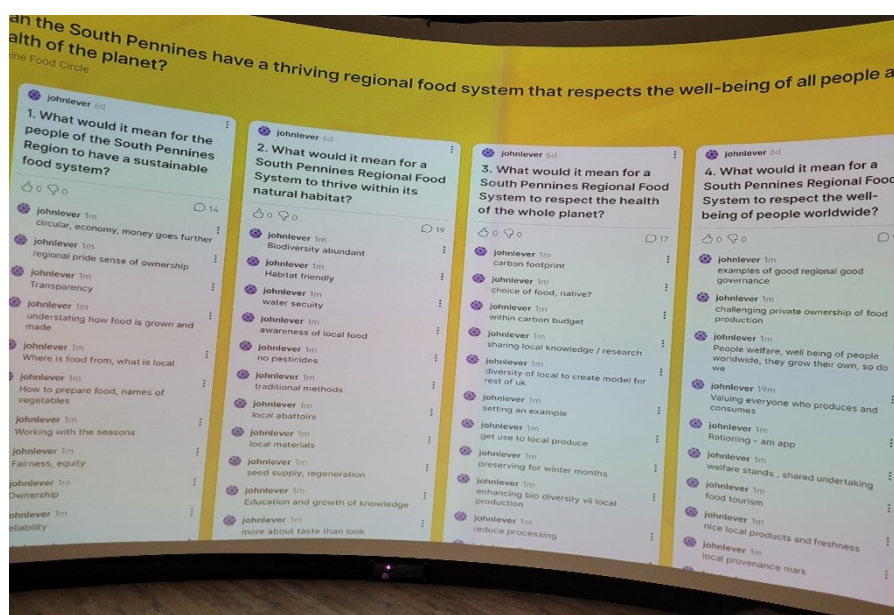 an the South Pennines have a thriving regional food system that respects the well-being of all people a
alth of the planet?
ine Food Circle
johnlever 6d
1. What would it mean for the
people of the South Pennines
Region to have a sustainable
food system?
0 0
14
johnlever 1m
circular, economy, money goes further
johnlever 1m
regional pride sense of ownership
johnlever 1m
Transparency
johnlever 1m
understating how food is grown and
made
johnlever 1m
Where is food from, what is local
johnlever 1m
How to prepare food, names of
vegetables
johnlever 1m
Working with the seasons
johnlever 1m
Fairness, equity
johnlever 1m
Ownership
johnlever 1m
eliability
johnlever 6d
2. What would it mean for a
South Pennines Regional Food
System to thrive within its
natural habitat?
0 0
19
johnlever 1m
Biodiversity abundant
johnlever 1m
Habitat friendly
johnlever 1m
water secuity
johnlever 1m
awareness of local food
johnlever 1m
no pesticides
johnlever 1m
traditional methods
johnlever 1m
local abattoirs
johnlever 1m
local materials
johnlever 1m
seed supply, regeneration
johnlever 1m
Education and growth of knowledge
johnlever 1m
more about taste than look
johnlever 6d
3. What would it mean for a
South Pennines Regional Food
System to respect the health
of the whole planet?
0 0
17
johnlever 1m
carbon footprint
johnlever 1m
choice of food, native?
johnlever 1m
within carbon budget
johnlever 1m
sharing local knowledge / research
johnlever 1m
diversity of local to create model for
rest of uk
johnlever 1m
setting an example
johnlever 1m
get use to local produce
johnlever 1m
preserving for winter months
johnlever 1m
enhancing bio diversity vii local
production
johnlever 1m
reduce processing
johnlever 6d
4. What would it mean for a
South Pennines Regional Food
System to respect the well-
being of people worldwide?
0 0
johnlever 1m
examples of good regional good
governance
johnlever 1m
challenging private ownership of food
production
johnlever 1m
People welfare, well being of people
worldwide, they grow their own, so do
we
johnlever 19m
Valuing everyone who produces and
consumes
johnlever 1m
Rationing - am app
johnlever 1m
welfare stands , shared undertaking
johnlever 1m
food tourism
johnlever 1m
nice local products and freshness
johnlever 1m
local provenance mark